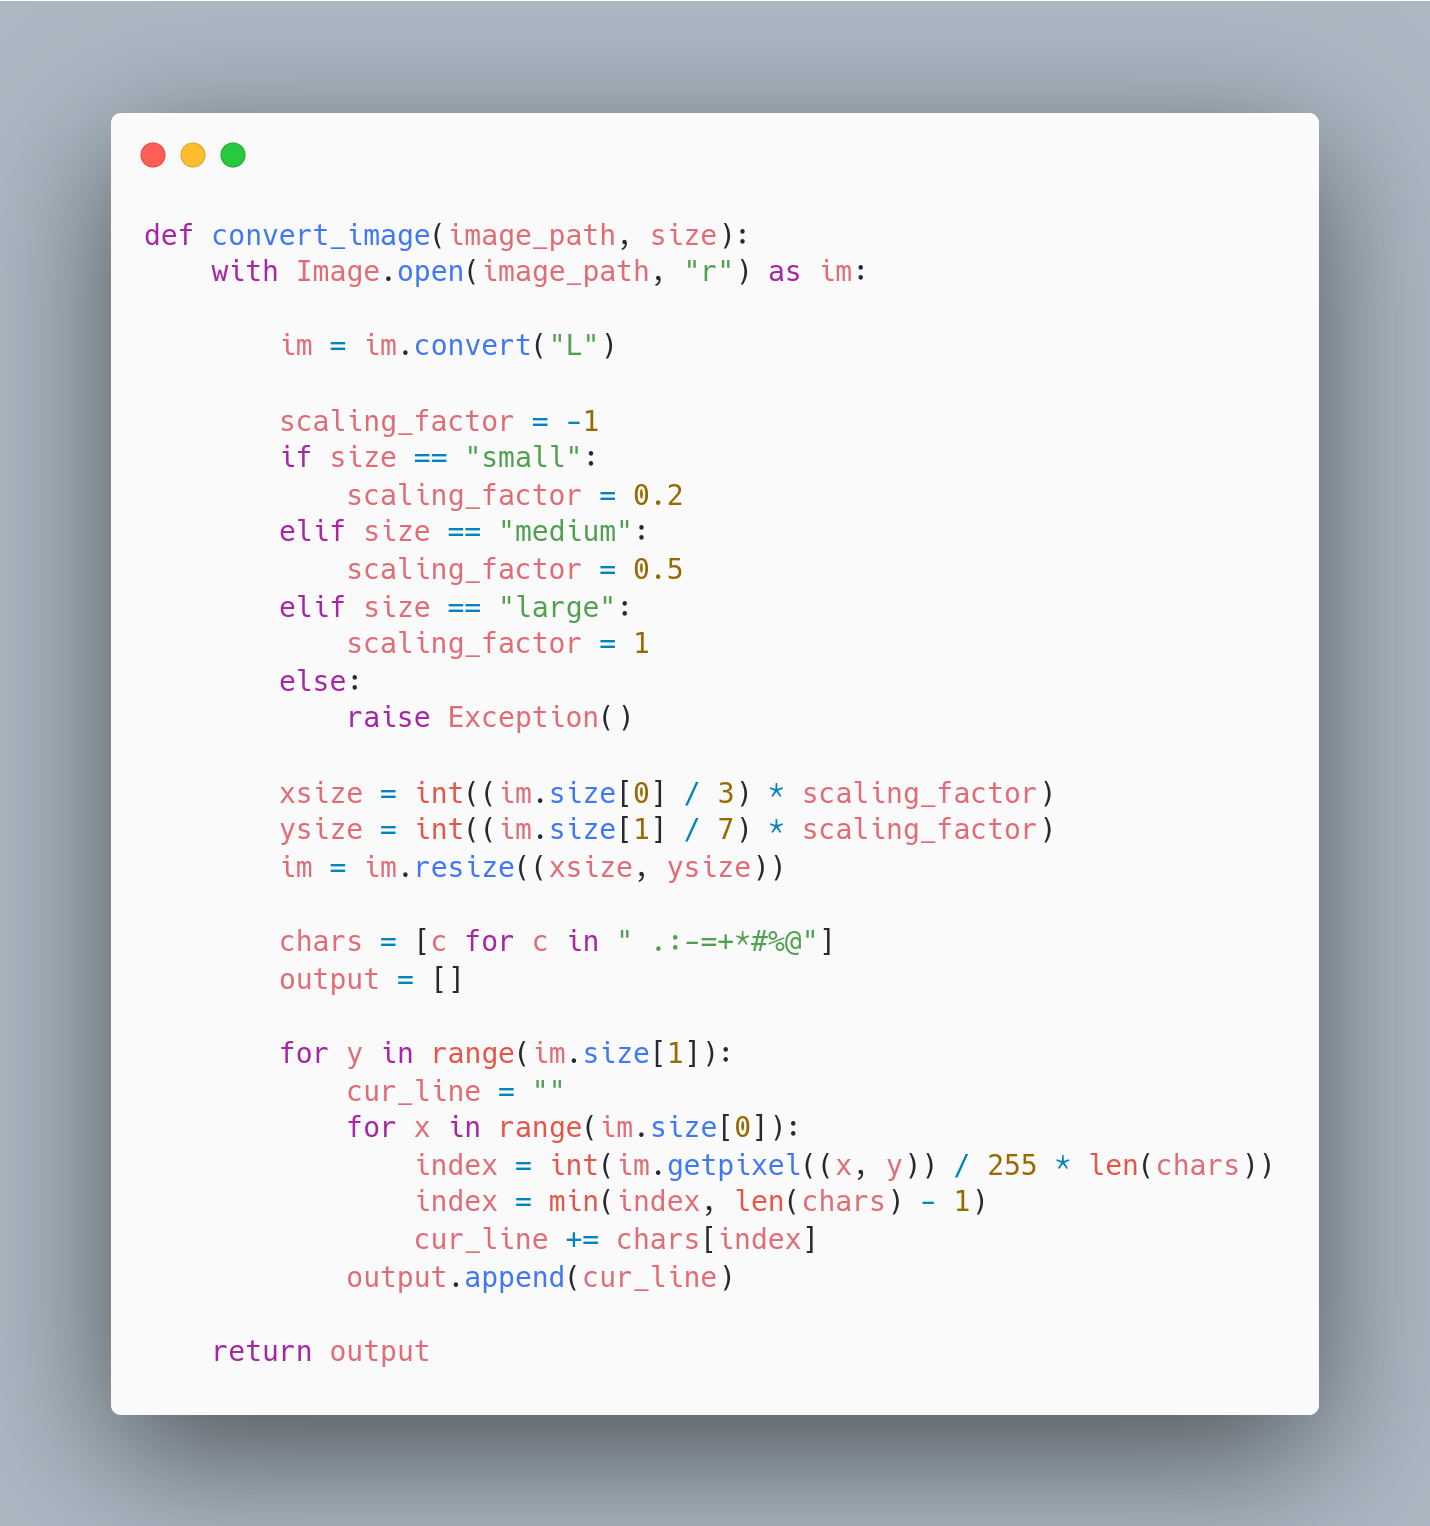 def convert_image(image_path, size):
    with Image.open(image_path, "r") as im:

        im = im.convert("L")

        scaling_factor = -1
        if size == "small":
            scaling_factor = 0.2
        elif size == "medium":
            scaling_factor = 0.5
        elif size == "large":
            scaling_factor = 1
        else:
            raise Exception()

        xsize = int((im.size[0] / 3) * scaling_factor)
        ysize = int((im.size[1] / 7) * scaling_factor)
        im = im.resize((xsize, ysize))

        chars = [c for c in " .:-=+*#%@"]
        output = []

        for y in range(im.size[1]):
            cur_line = ""
            for x in range(im.size[0]):
                index = int(im.getpixel((x, y)) / 255 * len(chars))
                index = min(index, len(chars) - 1)
                cur_line += chars[index]
            output.append(cur_line)

    return output